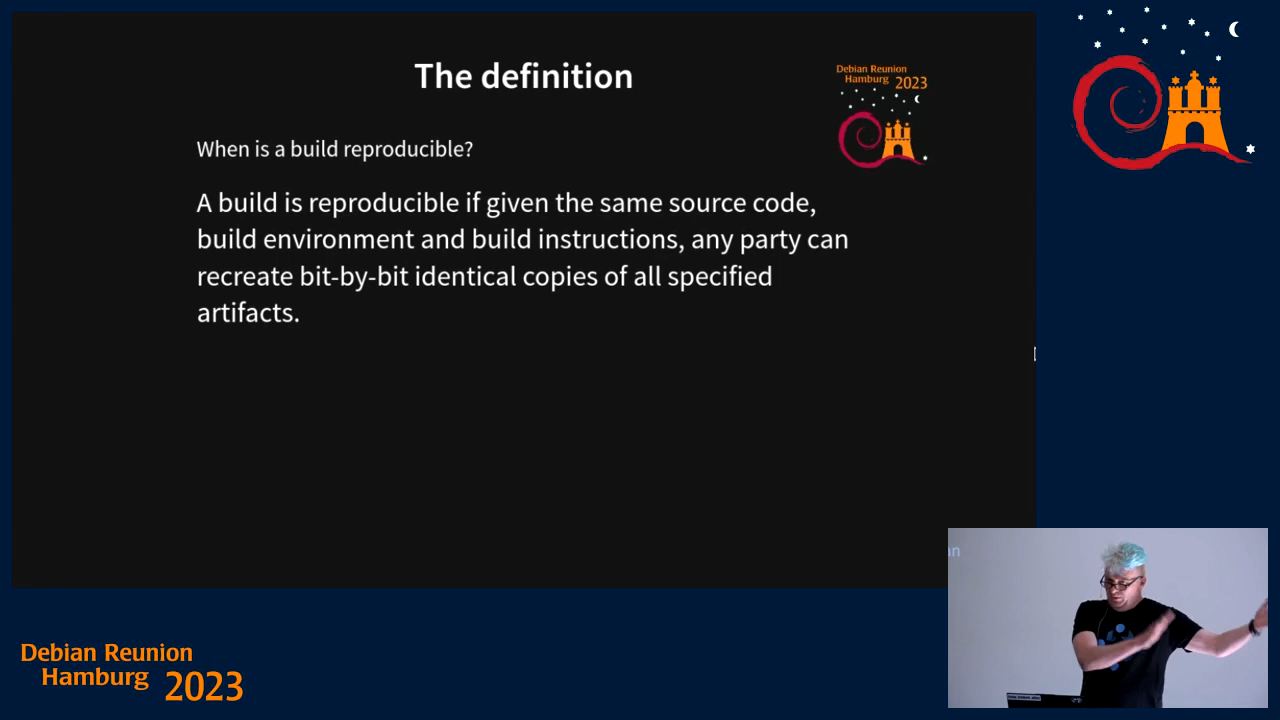 The definition
Debian Reunion
Hamburg 2023
When is a build reproducible?
A build is reproducible if given the same source code,
build environment and build instructions, any party can
recreate bit-by-bit identical copies of all specified
artifacts.
an
Debian Reunion
Hamburg 2023